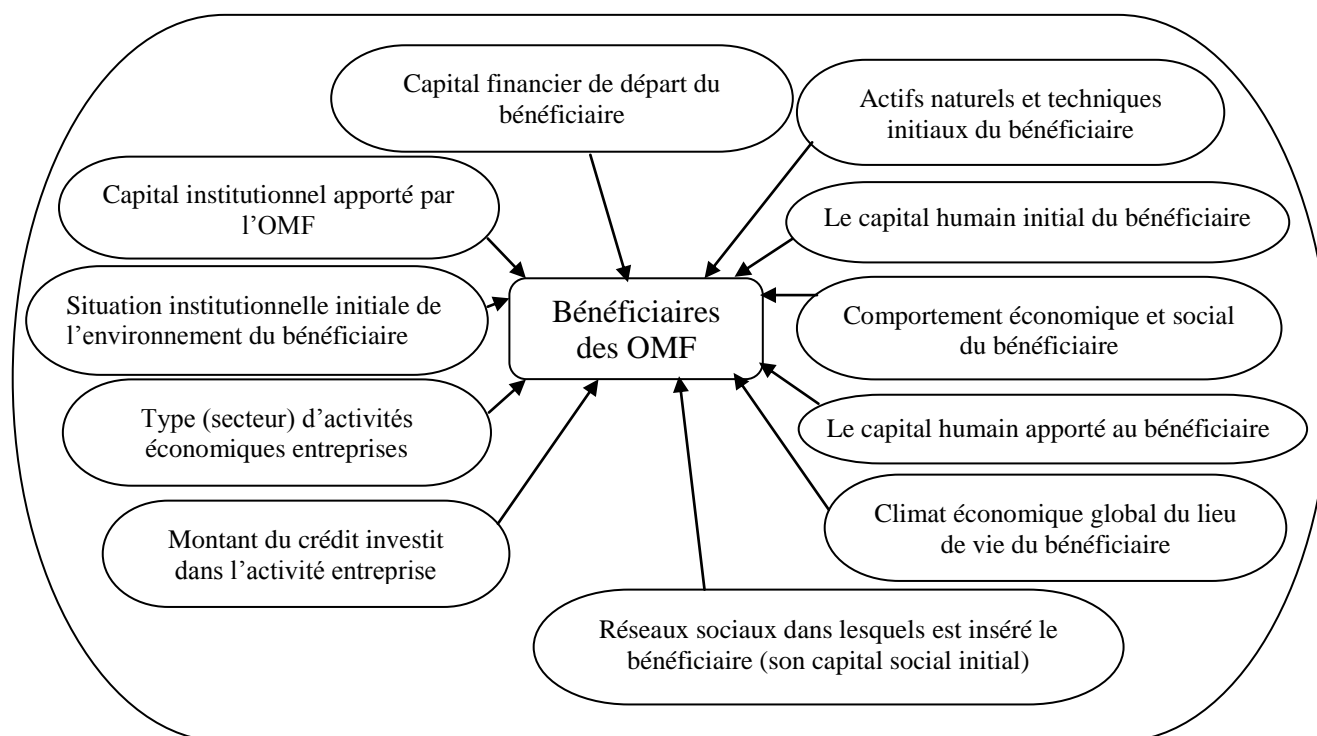 Capital financier de départ du
bénéficiaire
Actifs naturels et techniques
initiaux du bénéficiaire
Capital institutionnel apporté par
l’OMF
Le capital humain initial du bénéficiaire
Situation institutionnelle initiale de
l’environnement du bénéficiaire
Bénéficiaires
des OMF
Comportement économique et social
du bénéficiaire
Type (secteur) d’activités
économiques entreprises
Le capital humain apporté au bénéficiaire
Montant du crédit investit
dans l’activité entreprise
Climat économique global du lieu
de vie du bénéficiaire
Réseaux sociaux dans lesquels est inséré le
bénéficiaire (son capital social initial)